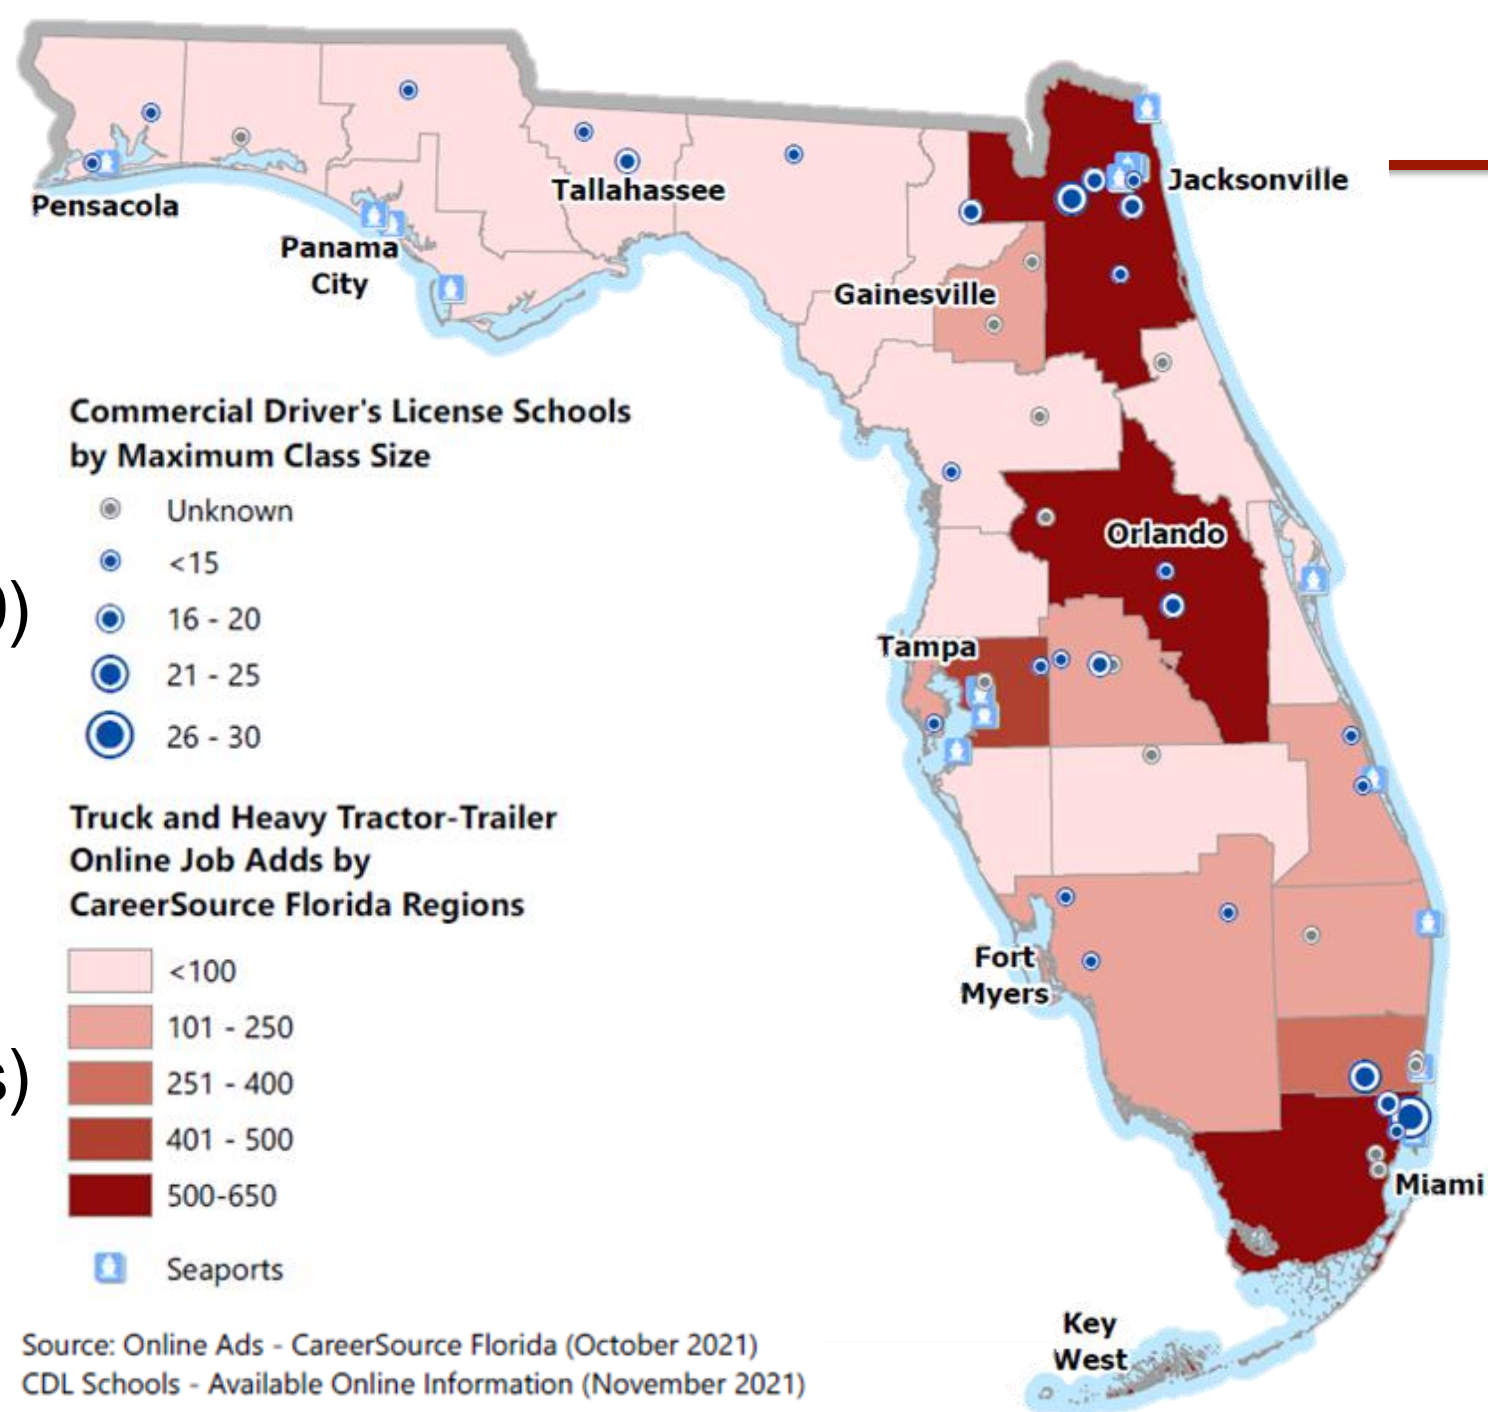 Jacksonville
Pensacola
Tallahassee
Panama
City
Gainesville
Commercial Driver's License Schools
by Maximum Class Size
Unknown
<15
16 - 20
21 - 25
26 - 30
)
Orlando
Tampa
Truck and Heavy Tractor-Trailer
Online Job Adds by
CareerSource Florida Regions
<100
101 - 250
251 - 400
401 - 500
500-650
Seaports
s)
Fort
Myers
Miami
Key
West
Source: Online Ads - CareerSource Florida (October 2021)
CDL Schools - Available Online Information (November 2021)